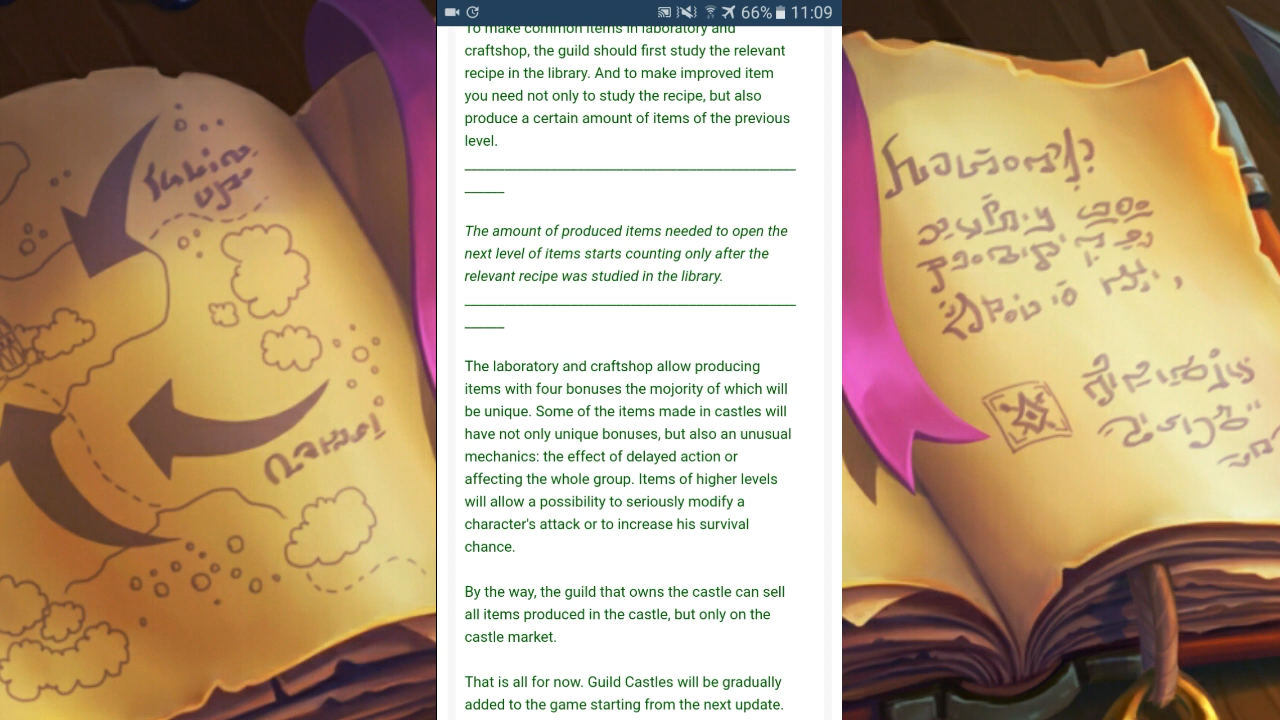 66% 11:09
To make common items in laboratory and
craftshop, the guild should first study the relevant
recipe in the library. And to make improved item
you need not only to study the recipe, but also
produce a certain amount of items of the previous
level.
The amount of produced items needed to open the
next level of items starts counting only after the
relevant recipe was studied in the library.
The laboratory and craftshop allow producing
items with four bonuses the mojority of which will
be unique. Some of the items made in castles will
have not only unique bonuses, but also an unusual
mechanics: the effect of delayed action or
affecting the whole group. Items of higher levels
will allow a possibility to seriously modify a
character's attack or to increase his survival
chance.
By the way, the guild that owns the castle can sell
all items produced in the castle, but only on the
castle market.
That is all for now. Guild Castles will be gradually
added to the game starting from the next update.